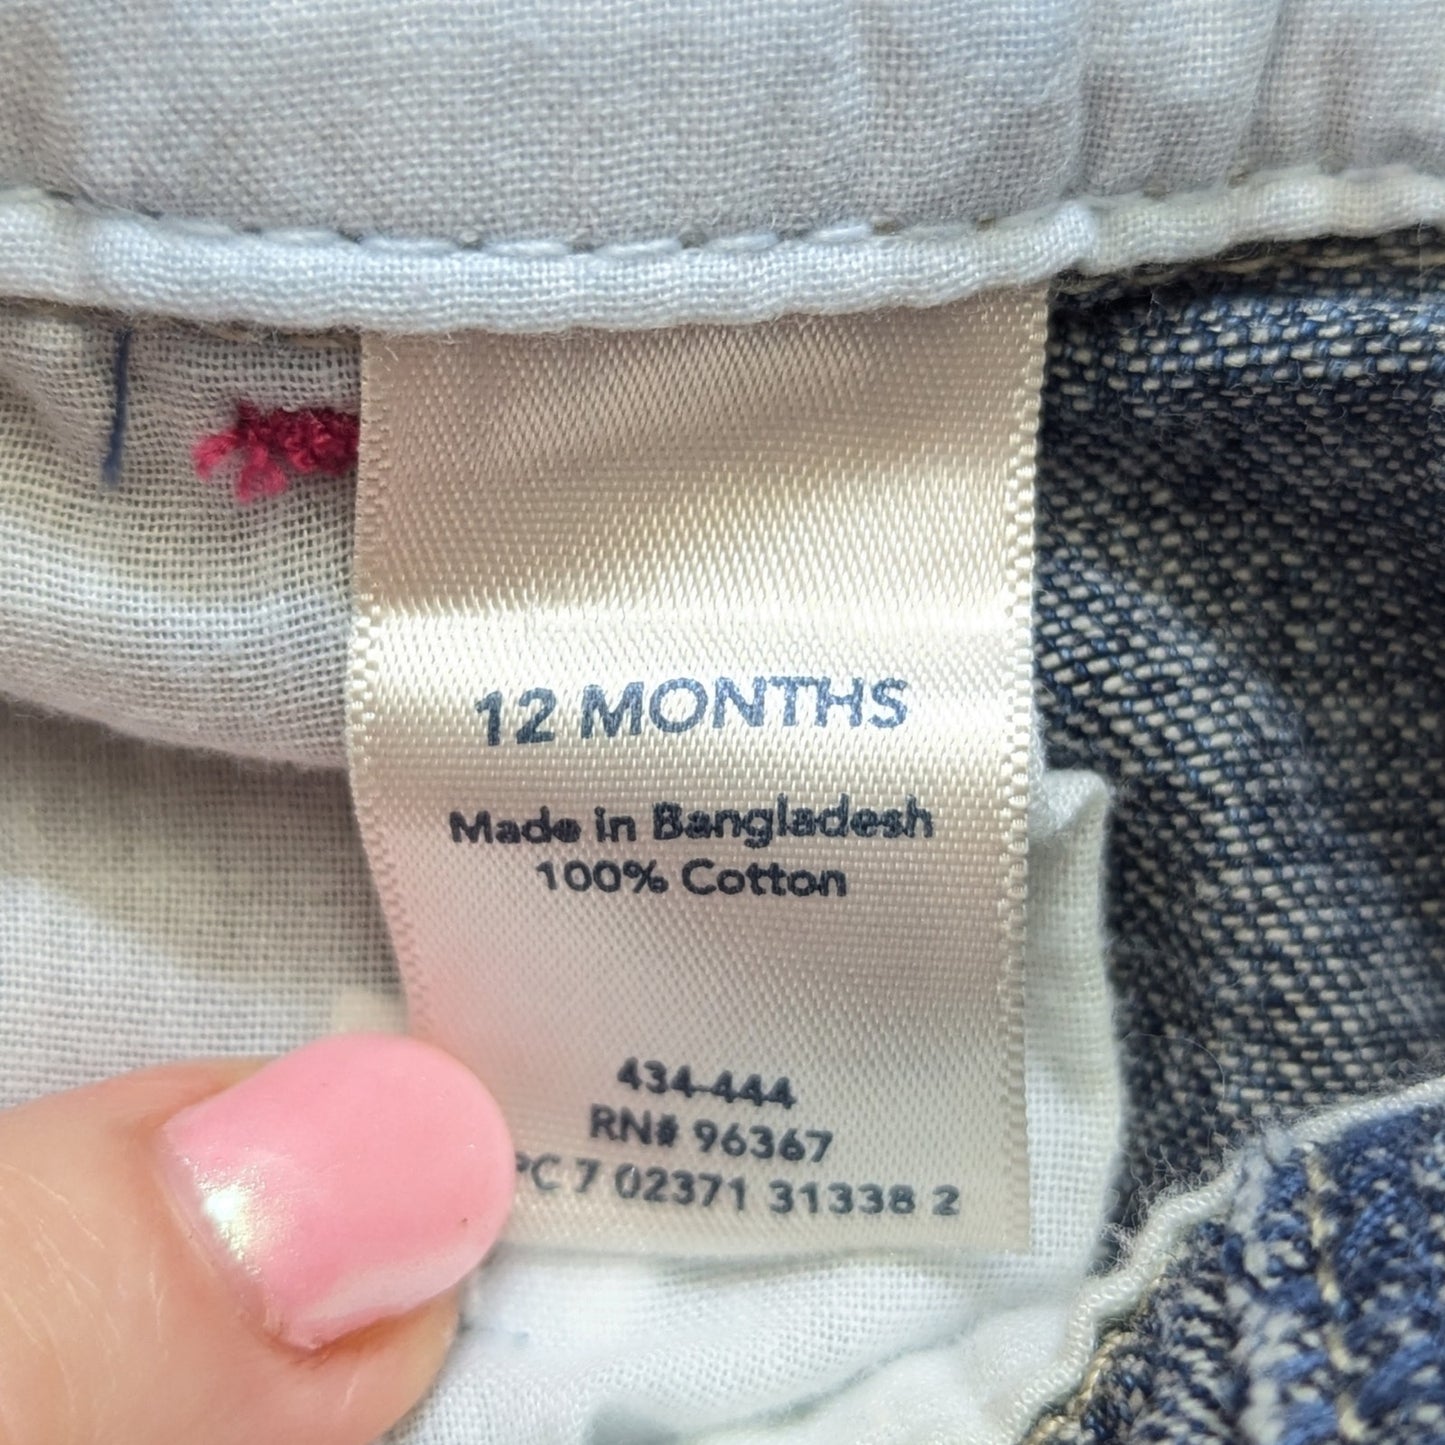 12 MONTHS
Made in Bangladesh
100% Cotton
434-444
RN# 96367
PC 7 02371 31338 2